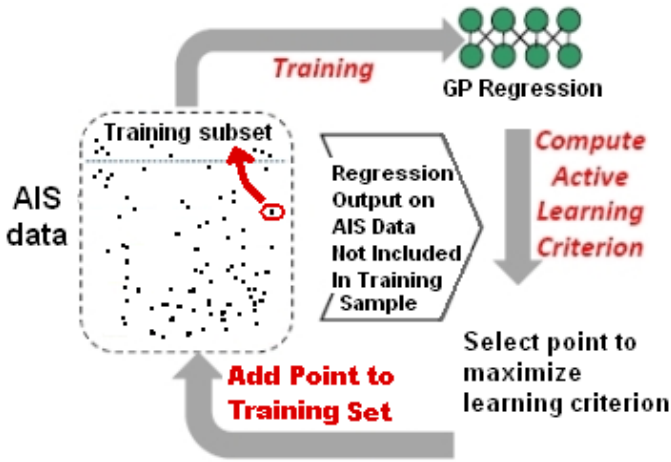 Training
GP Regression
Training subset
AIS
data
Regression
Output on
AIS Data
Not Included
In Training
Sample
Compute
Active
Learning
Criterion
Select point to
maximize
learning criterion
Add Point to
Training Set